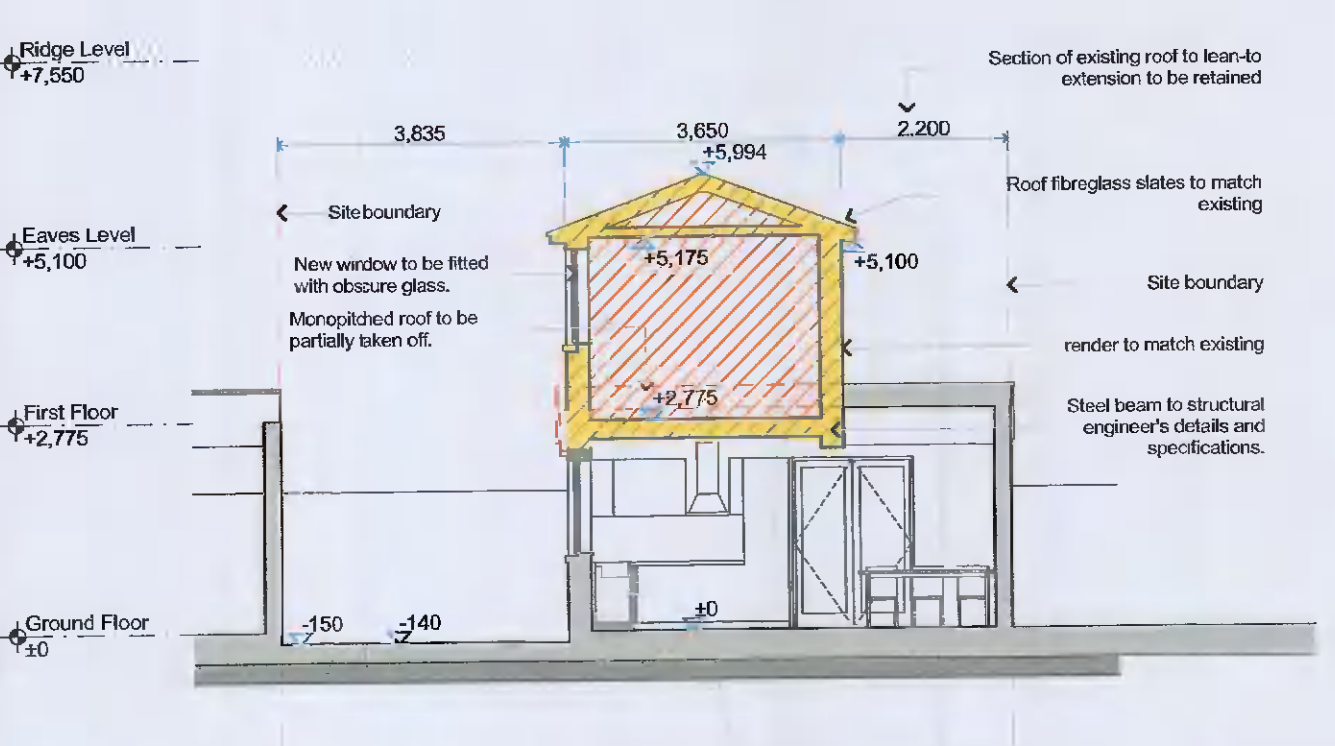 Ridge Level
+7,550
Section of existing roof to lean-to
extension to be retained
3,835
3,650
2.200
+5,994
Roof fibreglass slates to match
existing
Site boundary
Eaves Level
+5,100
+5,175
+5,100
New window to be fitted
with obscure glass.
Site boundary
Monopitched roof to be
partially taken off.
render to match existing
+2,775
First Floor
+2,775
Steel beam to structural
engineer's details and
specifications.
Ground Floor
±0
-150
-140
±0